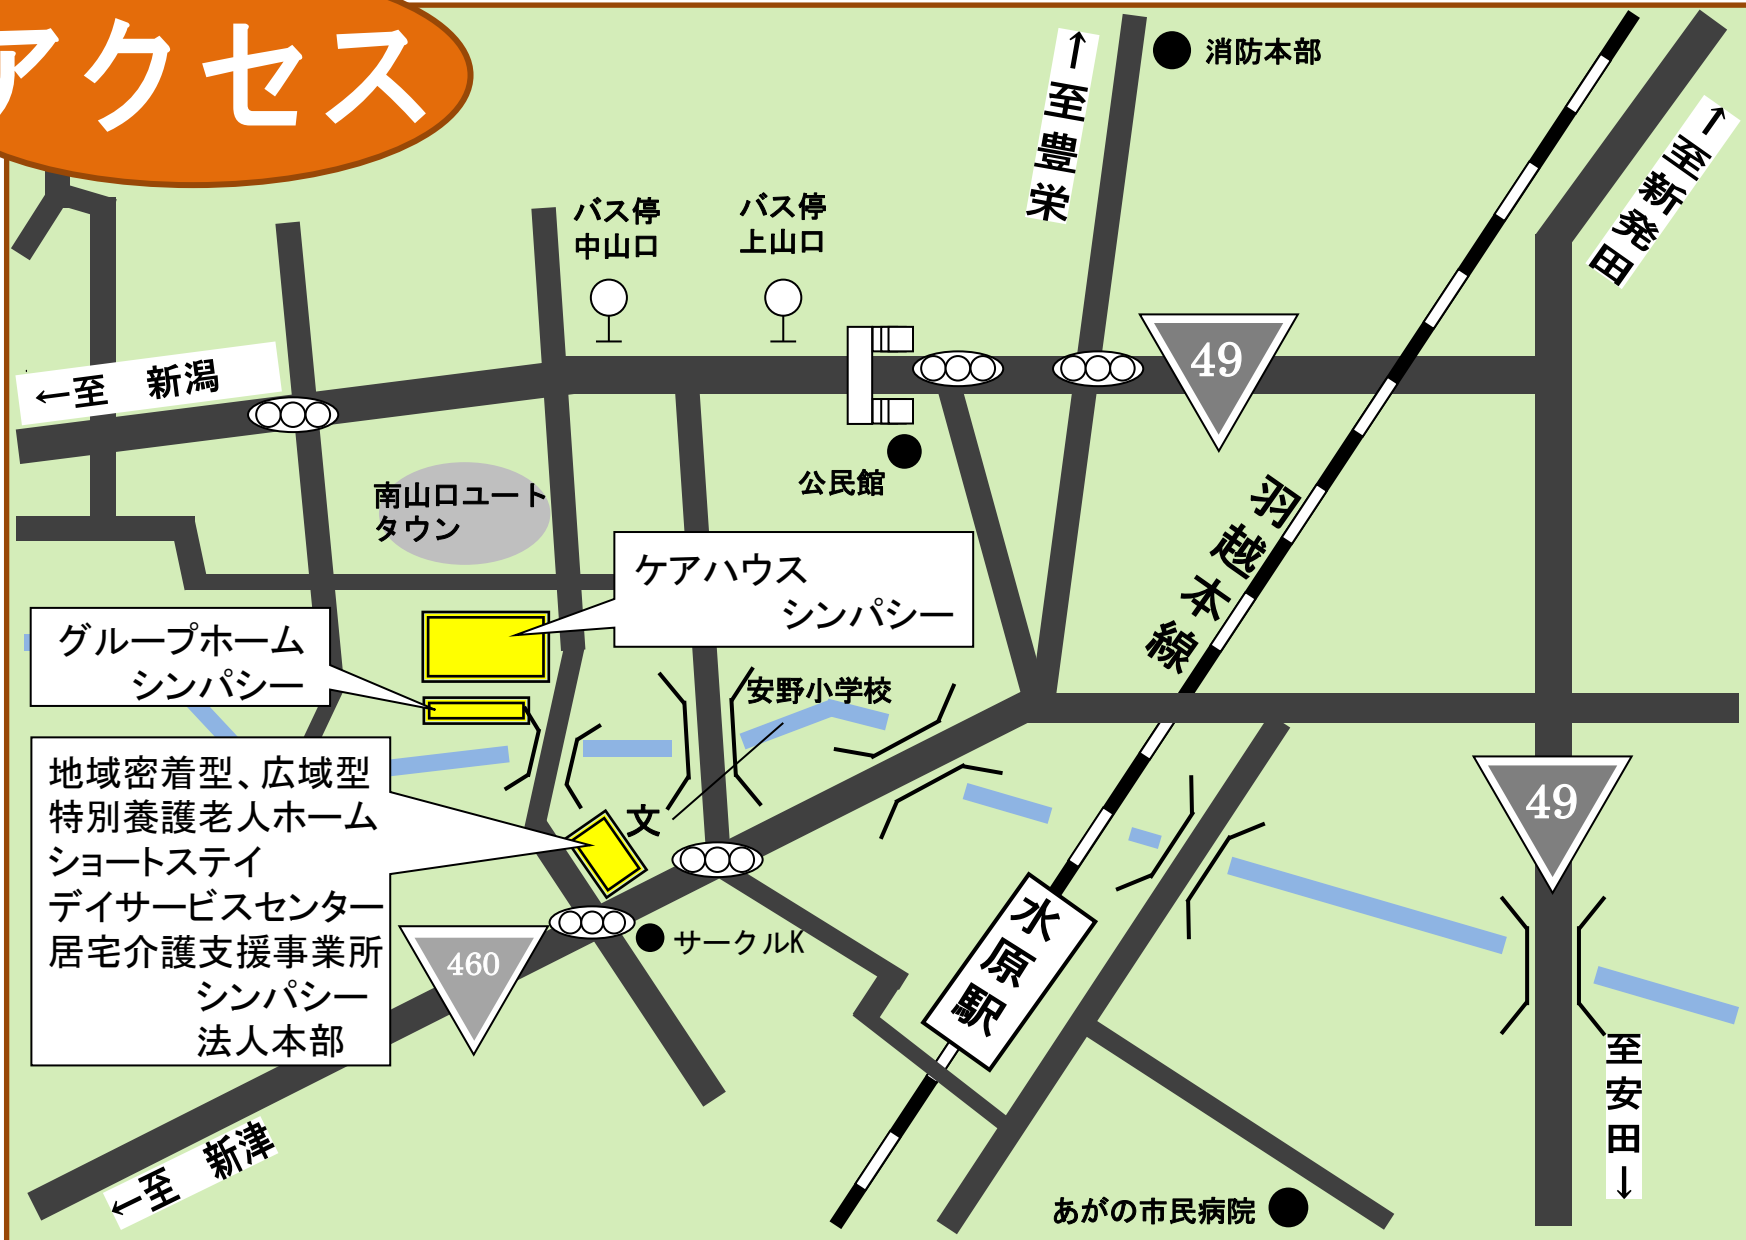 アクセス
消防本部
↑至豊栄
↑至新発田
バス停
中山口
バス停
上山口
←至　新潟
49
公民館
南山口ユート
タウン
羽越本線
ケアハウス
シンパシー
グループホーム
シンパシー
安野小学校
地域密着型、広域型
特別養護老人ホーム
ショートステイ
デイサービスセンター
居宅介護支援事業所
シンパシー
法人本部
文
49
460
サークルK
水原駅
至安田↓
←至　新津
あがの市民病院